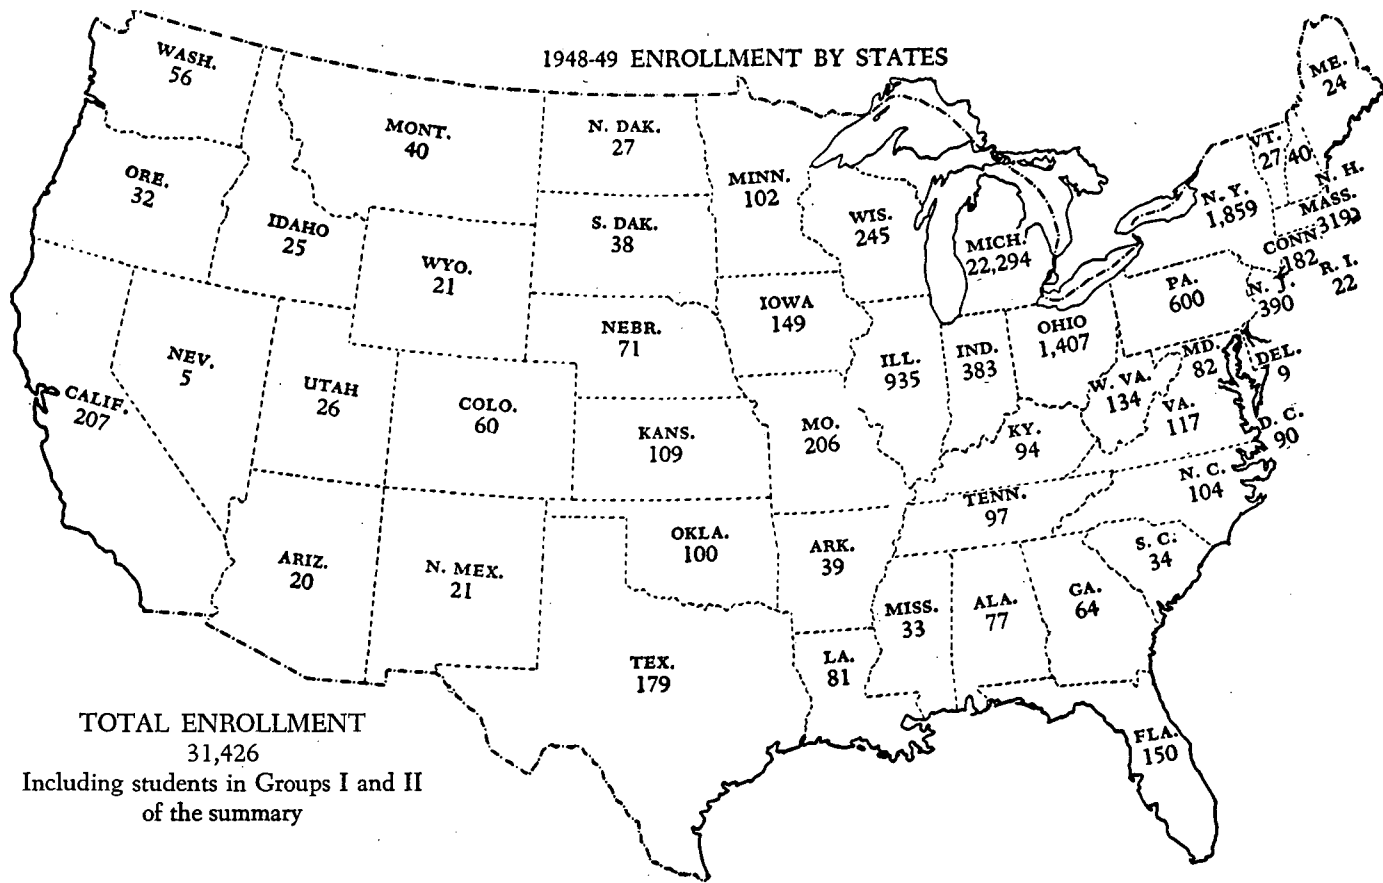 1948-49 ENROLLMENT BY STATES
WASH.
56
ORE.
32
CALIF.
207
NEV.
5
IDAHO
25
MONT.
40
WYO.
21
UTAH
26
COLO.
60
ARIZ.
20
N. MEX.
21
N. DAK.
27
S. DAK.
38
NEBR.
71
KANS.
109
OKLA.
100
TEX.
179
MINN.
102
IOWA
149
MO.
206
ARK.
39
LA.
81
WIS.
245
ILL.
935
MICH.
22,294
IND.
383
OHIO
1,407
KY.
94
TENN.
97
MISS.
33
ALA.
77
GA.
64
FLA.
150
S. C.
34
N. C.
104
VA.
117
W. VA.
134
MD.
82
DEL.
9
D. C.
90
PA.
600
N. J.
390
N. Y.
1,859
CONN.
182
R. I.
22
MASS.
319
VT.
27
N. H.
40
ME.
24
TOTAL ENROLLMENT
31,426
Including students in Groups I and II
of the summary